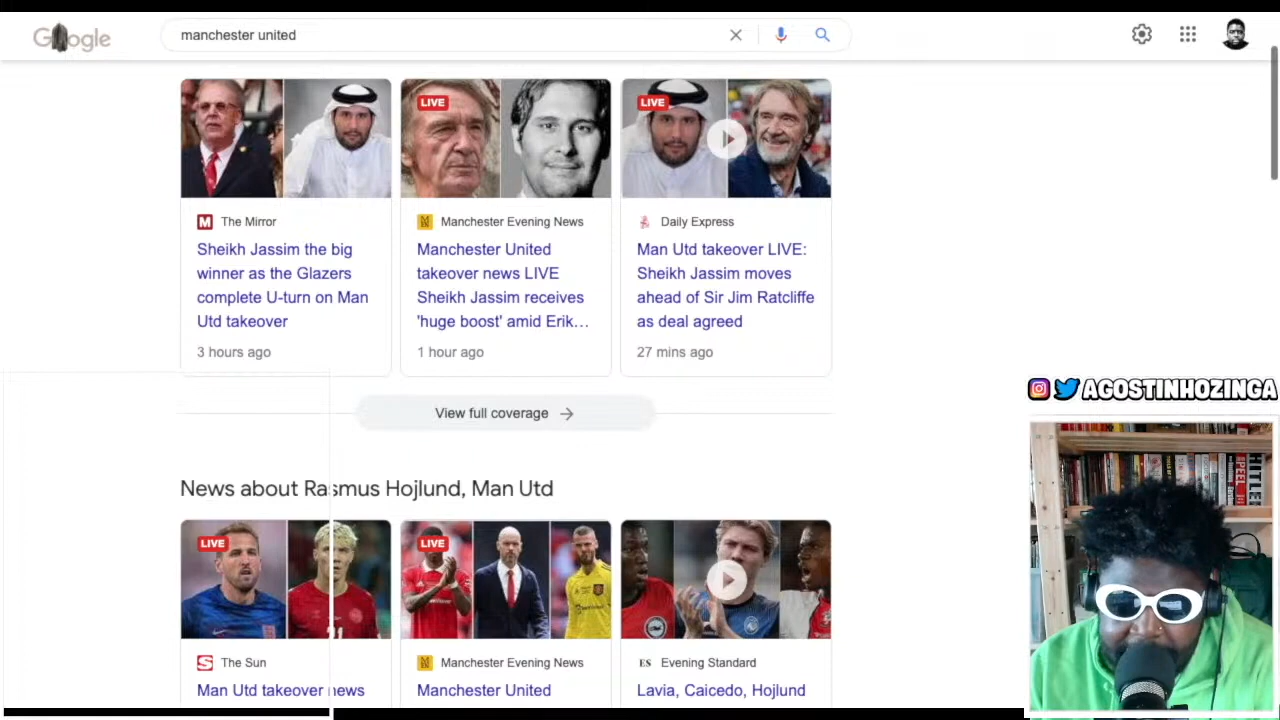 Google
manchester united
LIVE
LIVE
The Mirror
Sheikh Jassim the big
winner as the Glazers
complete U-turn on Man
Utd takeover
3 hours ago
Manchester Evening News
Manchester United
takeover news LIVE
Sheikh Jassim receives
'huge boost' amid Erik…
1 hour ago
Daily Express
Man Utd takeover LIVE:
Sheikh Jassim moves
ahead of Sir Jim Ratcliffe
as deal agreed
27 mins ago
View full coverage
AGOSTINHOZINGA
PEEL
HITLER
News about Rasmus Hojlund, Man Utd
LIVE
LIVE
The Sun
Man Utd takeover news
Manchester Evening News
Manchester United
ES Evening Standard
Lavia, Caicedo, Hojlund